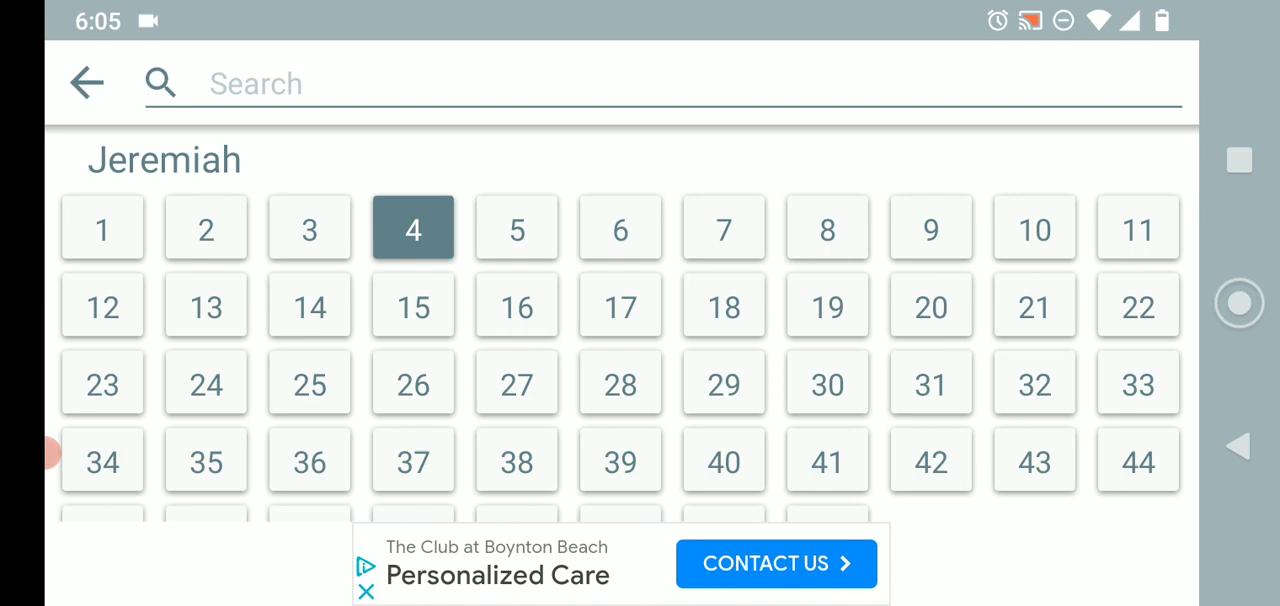 6:05
Search
Jeremiah
1 2 3 4 5 6 7 8 9 10 11
12 13 14 15 16 17 18 19 20 21 22
23 24 25 26 27 28 29 30 31 32 33
34 35 36 37 38 39 40 41 42 43 44
The Club at Boynton Beach
Personalized Care
CONTACT US